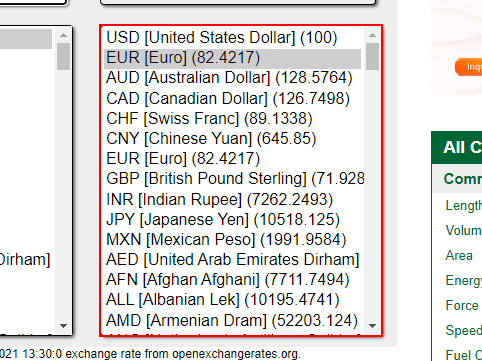 USD [United States Dollar] (100)
EUR [Euro] (82.4217)
AUD [Australian Dollar] (128.5764)
CAD [Canadian Dollar] (126.7498)
CHF [Swiss Franc] (89.1338)
CNY [Chinese Yuan] (645.85)
EUR [Euro] (82.4217)
GBP [British Pound Sterling] (71.928
INR [Indian Rupee] (7262.2493)
JPY [Japanese Yen] (10518.125)
MXN [Mexican Peso] (1991.9584)
AED [United Arab Emirates Dirham]
AFN [Afghan Afghani] (7711.7494)
ALL [Albanian Lek] (10195.4741)
AMD [Armenian Dram] (52203.124)
Dirham]
021 13:30:0 exchange rate from openexchangerates.org.
Inq
All C
Comm
Length
Volum
Area
Energy
Force
Speed
Fuel C